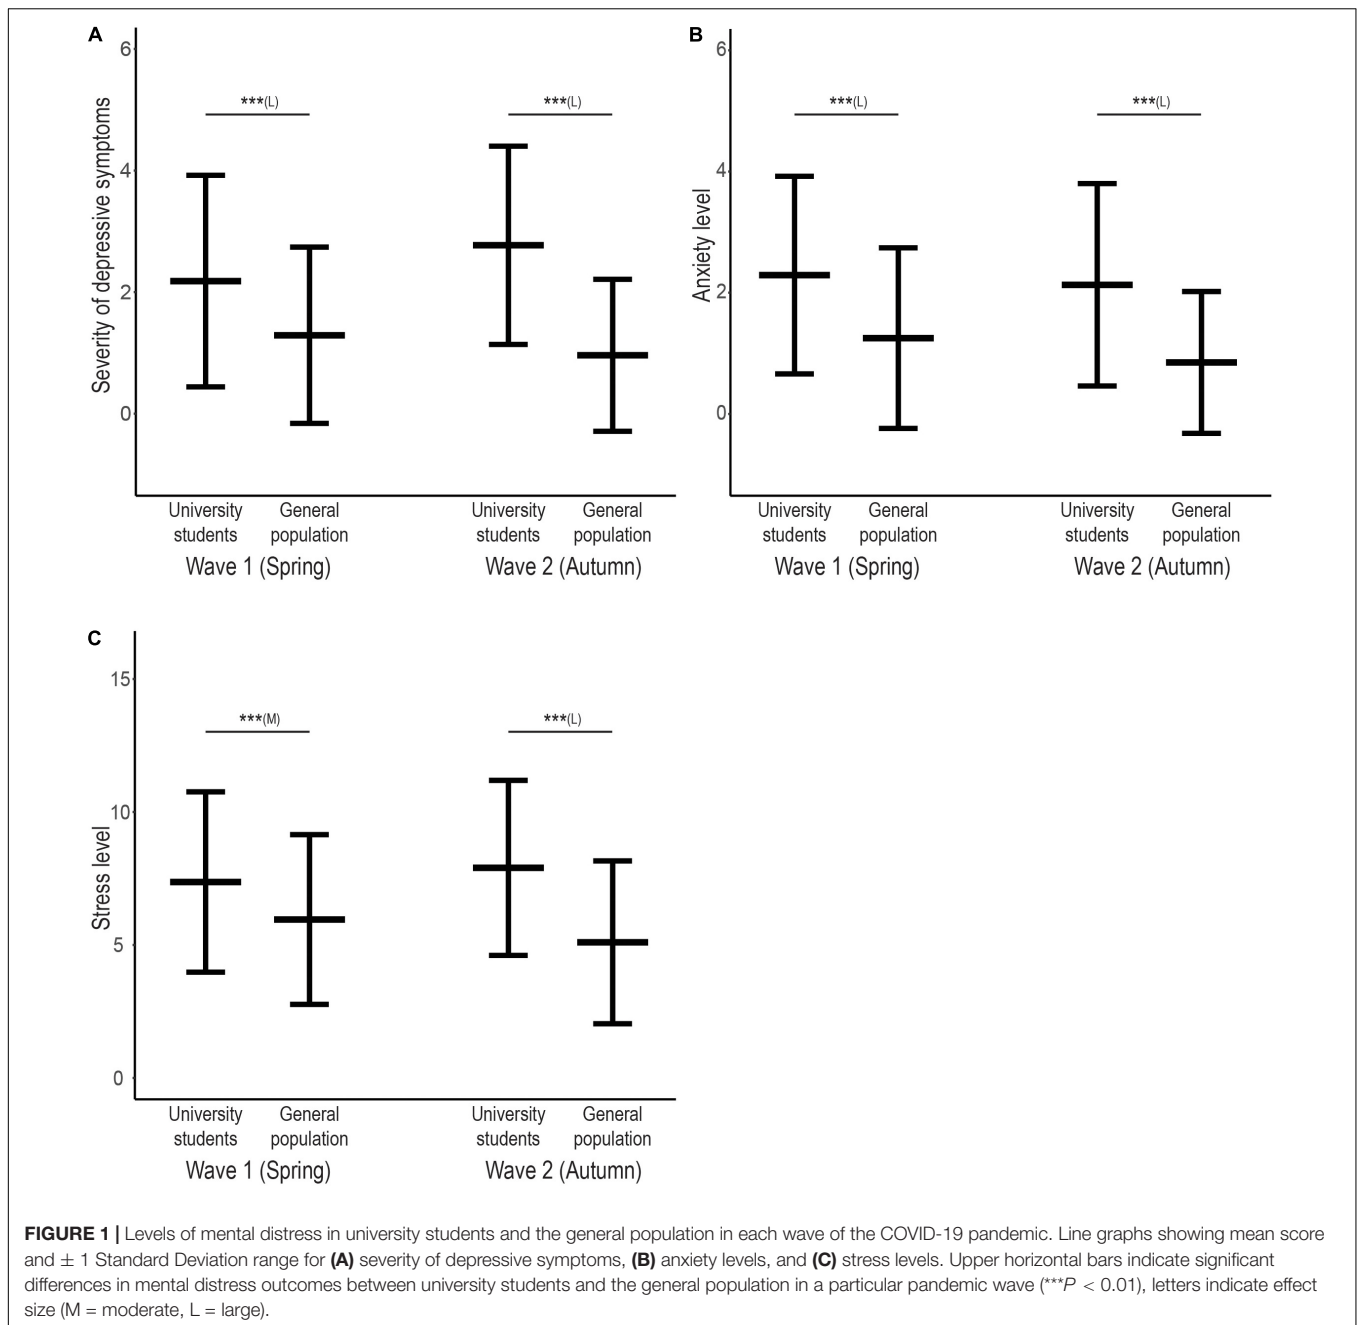 A
B
6
4
2
0
Severity of depressive symptoms
***(L)
***(L)
University General University General
students population students population
Wave 1 (Spring) Wave 2 (Autumn)
6
4
2
0
Anxiety level
***(L)
***(L)
University General University General
students population students population
Wave 1 (Spring) Wave 2 (Autumn)
C
15
10
5
0
Stress level
***(M)
***(L)
University General University General
students population students population
Wave 1 (Spring) Wave 2 (Autumn)
FIGURE 1 | Levels of mental distress in university students and the general population in each wave of the COVID-19 pandemic. Line graphs showing mean score
and ± 1 Standard Deviation range for (A) severity of depressive symptoms, (B) anxiety levels, and (C) stress levels. Upper horizontal bars indicate significant
differences in mental distress outcomes between university students and the general population in a particular pandemic wave (***P < 0.01), letters indicate effect
size (M = moderate, L = large).